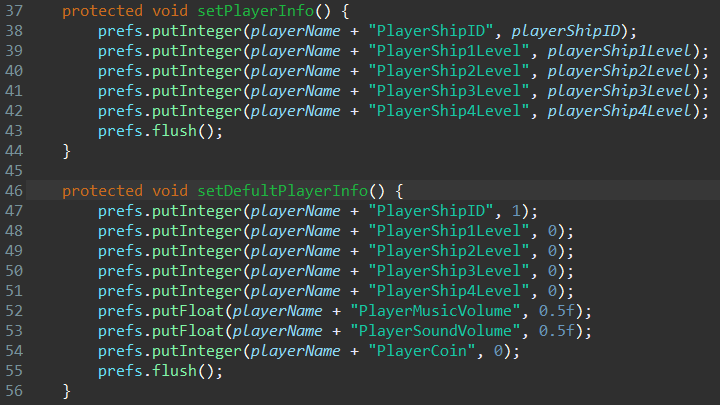 37 protected void setPlayerInfo() {
38 prefs.putInteger(playerName + "PlayerShipID", playerShipID);
39 prefs.putInteger(playerName + "PlayerShip1Level", playerShip1Level);
40 prefs.putInteger(playerName + "PlayerShip2Level", playerShip2Level);
41 prefs.putInteger(playerName + "PlayerShip3Level", playerShip3Level);
42 prefs.putInteger(playerName + "PlayerShip4Level", playerShip4Level);
43 prefs.flush();
44 }
45
46 protected void setDefultPlayerInfo() {
47 prefs.putInteger(playerName + "PlayerShipID", 1);
48 prefs.putInteger(playerName + "PlayerShip1Level", 0);
49 prefs.putInteger(playerName + "PlayerShip2Level", 0);
50 prefs.putInteger(playerName + "PlayerShip3Level", 0);
51 prefs.putInteger(playerName + "PlayerShip4Level", 0);
52 prefs.putFloat(playerName + "PlayerMusicVolume", 0.5f);
53 prefs.putFloat(playerName + "PlayerSoundVolume", 0.5f);
54 prefs.putInteger(playerName + "PlayerCoin", 0);
55 prefs.flush();
56 }